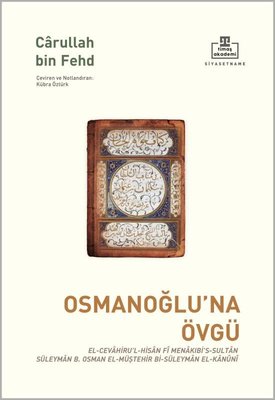 Cârullah
bin Fehd
Çeviren ve Notlandıran:
Kübra Öztürk
timaş
akademi
SİYASETNAME
OSMANOĞLU'NA
ÖVGÜ
EL-CEVÂHİRU'L-HİSÂN FÎ MENÂKIBİ'S-SULTÂN
SÜLEYMÂN B. OSMAN EL-MÜŞTEHİR Bİ-SÜLEYMÂN EL-KÂNÛNÎ